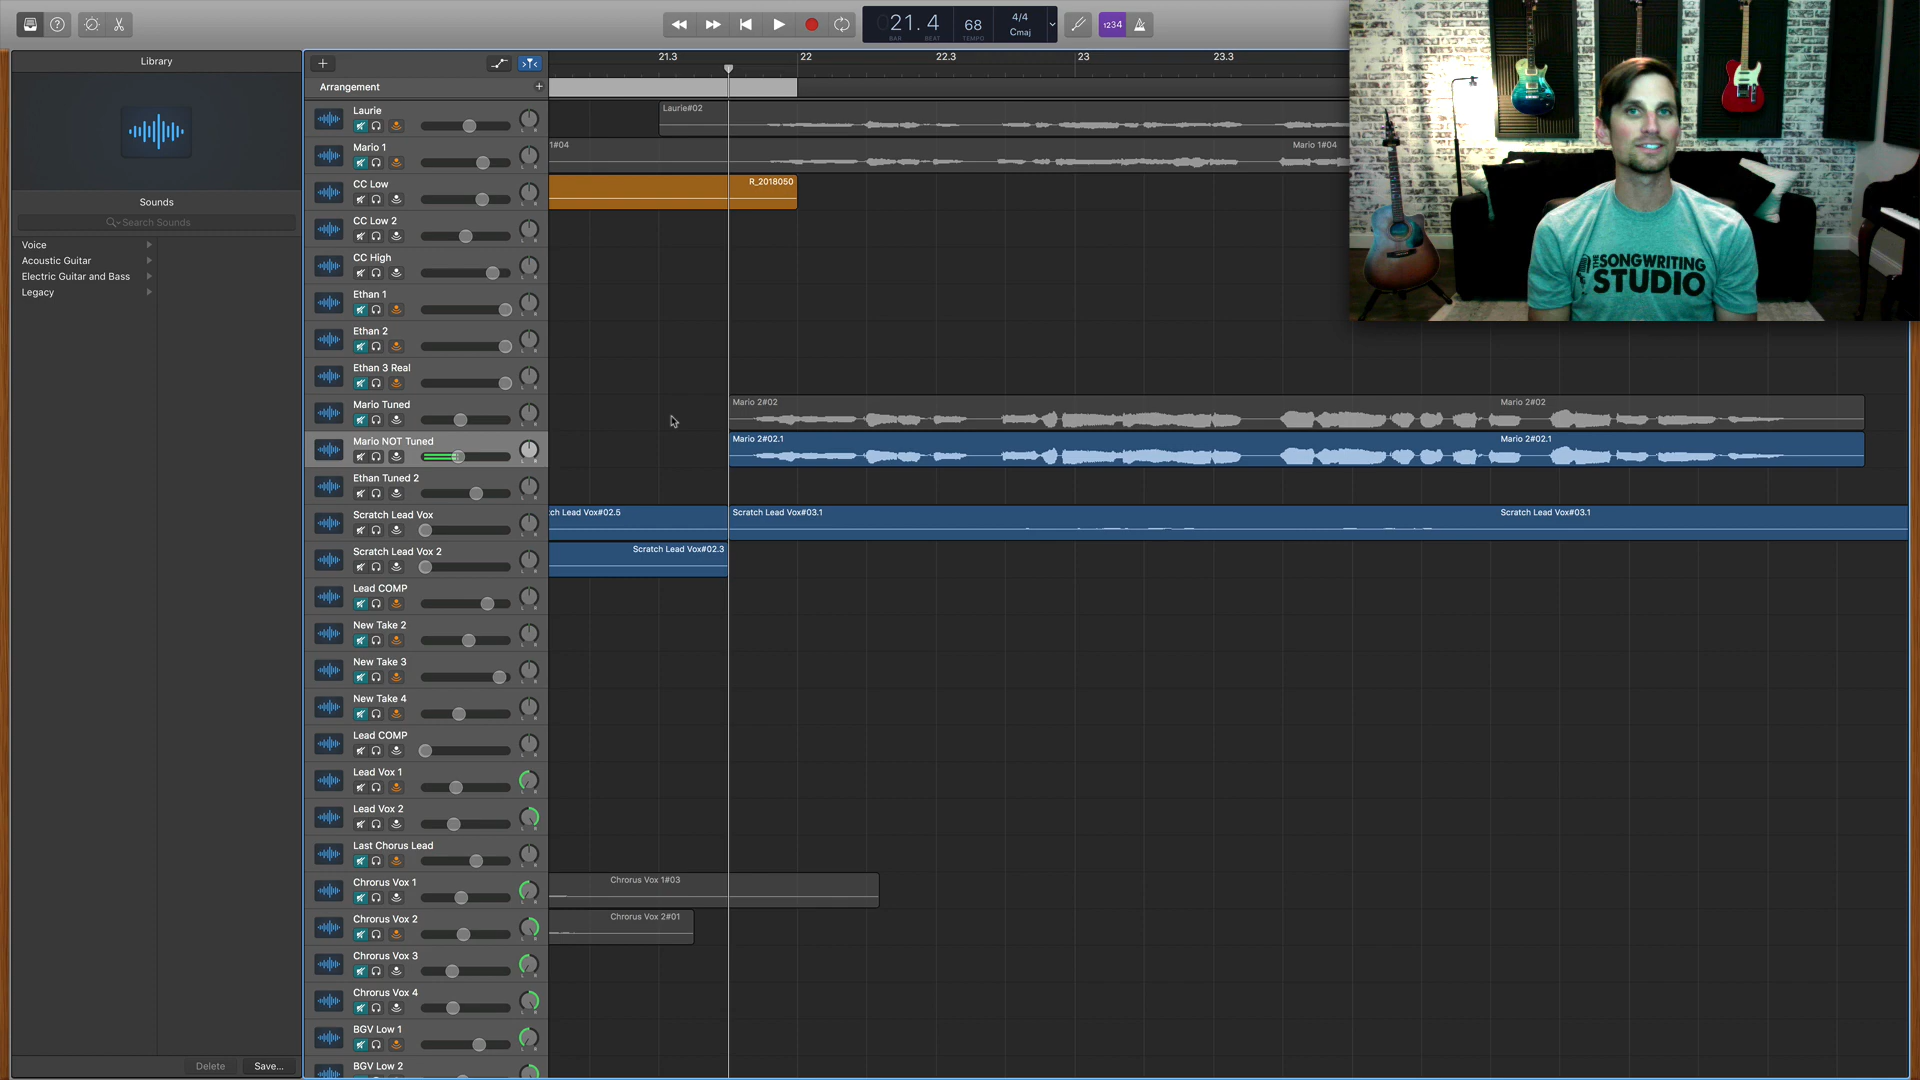 21.4
BAR
BEAT
68
TEMPO
4/4
Cmaj
1234
Library
Sounds
Search Sounds
Voice
Acoustic Guitar
Electric Guitar and Bass
Legacy
Delete
Save...
21.3
22
22.3
23
23.3
Arrangement
Laurie
Laurie#02
Mario 1
1#04
Mario 1#04
CC Low
R_2018050
CC Low 2
CC High
Ethan 1
Ethan 2
Ethan 3 Real
Mario Tuned
Mario 2#02
Mario 2#02
Mario NOT Tuned
Mario 2#02.1
Mario 2#02.1
Ethan Tuned 2
Scratch Lead Vox
ch Lead Vox#02.5
Scratch Lead Vox#03.1
Scratch Lead Vox#03.1
Scratch Lead Vox 2
Scratch Lead Vox#02.3
Lead COMP
New Take 2
New Take 3
New Take 4
Lead COMP
Lead Vox 1
Lead Vox 2
Last Chorus Lead
Chrorus Vox 1
Chrorus Vox 1#03
Chrorus Vox 2
Chrorus Vox 2#01
Chrorus Vox 3
Chrorus Vox 4
BGV Low 1
BGV Low 2
THE
SONGWRITING
STUDIO